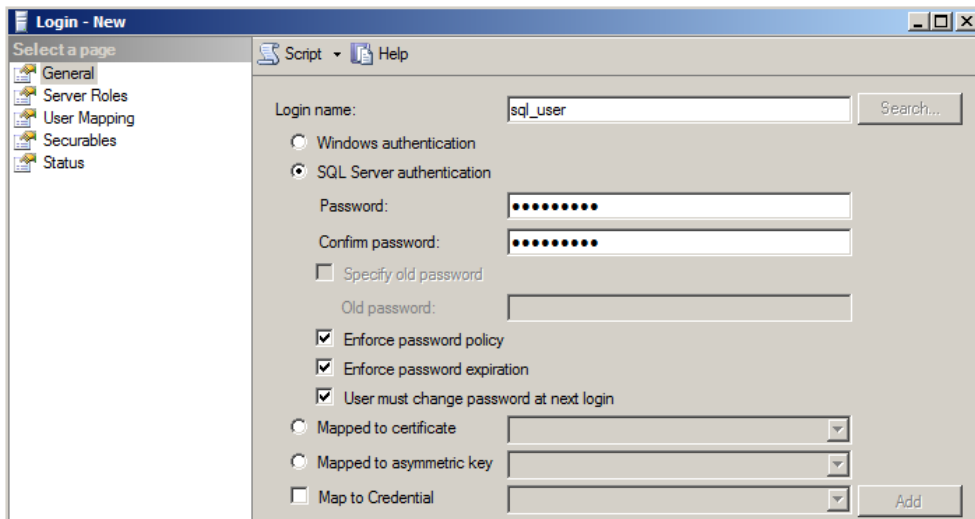 Login - New
Select a page
General
Server Roles
User Mapping
Securables
Status
Script Help
Login name: sql_user Search...
Windows authentication
SQL Server authentication
Password: •••••••••
Confirm password: •••••••••
Specify old password
Old password:
Enforce password policy
Enforce password expiration
User must change password at next login
Mapped to certificate
Mapped to asymmetric key
Map to Credential Add